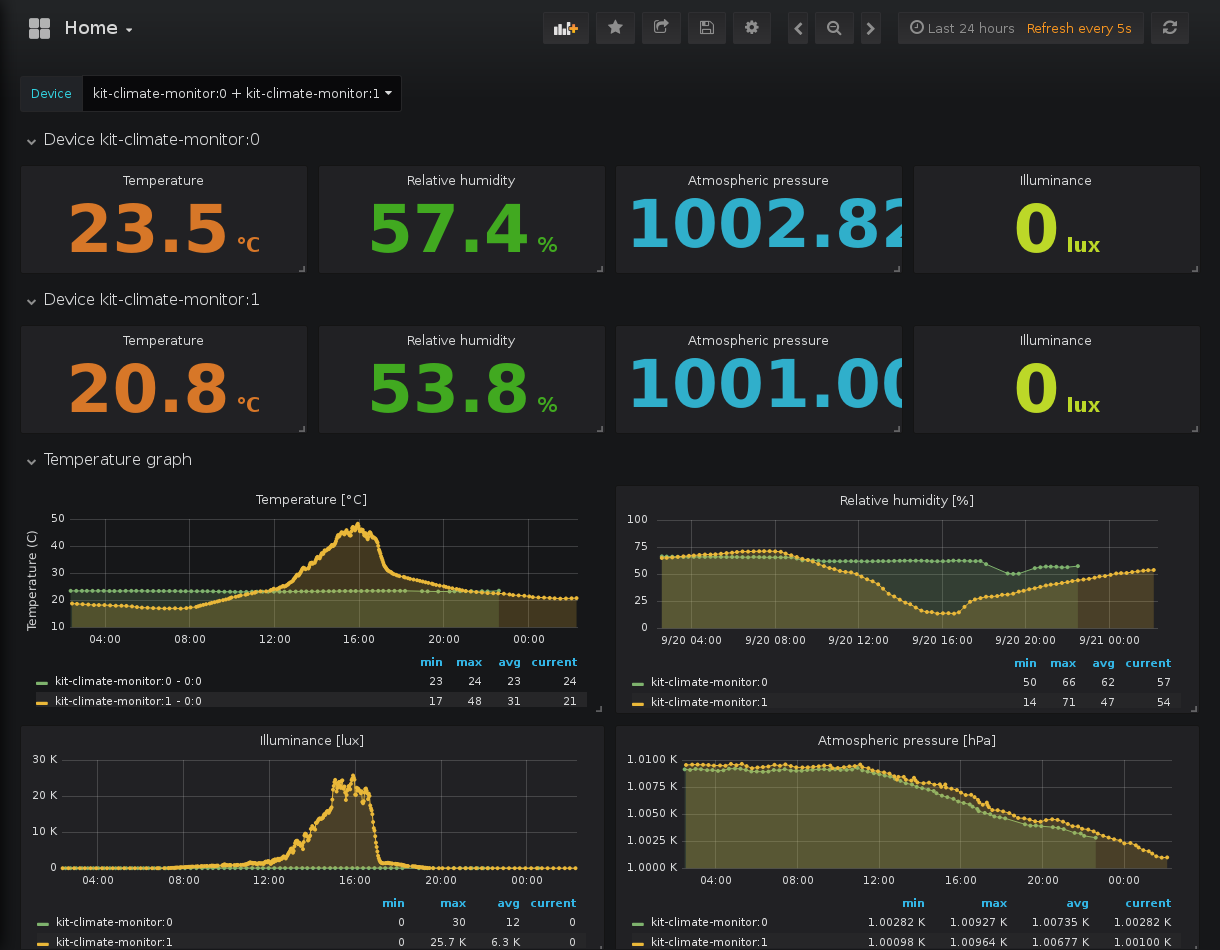 Home
Last 24 hours Refresh every 5s
Device kit-climate-monitor:0 + kit-climate-monitor:1
Device kit-climate-monitor:0
Temperature Relative humidity Atmospheric pressure Illuminance
23.5 °C 57.4 % 1002.82 0 lux
Device kit-climate-monitor:1
Temperature Relative humidity Atmospheric pressure Illuminance
20.8 °C 53.8 % 1001.00 0 lux
Temperature graph
Temperature [°C]
Temperature (C)
50
40
30
20
10
04:00 08:00 12:00 16:00 20:00 00:00
min max avg current
kit-climate-monitor:0 - 0:0 23 24 23 24
kit-climate-monitor:1 - 0:0 17 48 31 21
Relative humidity [%]
100
75
50
25
0
9/20 04:00 9/20 08:00 9/20 12:00 9/20 16:00 9/20 20:00 9/21 00:00
min max avg current
kit-climate-monitor:0 50 66 62 57
kit-climate-monitor:1 14 71 47 54
Illuminance [lux]
30 K
20 K
10 K
0
04:00 08:00 12:00 16:00 20:00 00:00
min max avg current
kit-climate-monitor:0 0 30 12 0
kit-climate-monitor:1 0 25.7 K 6.3 K 0
Atmospheric pressure [hPa]
1.0100 K
1.0075 K
1.0050 K
1.0025 K
1.0000 K
04:00 08:00 12:00 16:00 20:00 00:00
min max avg current
kit-climate-monitor:0 1.00282 K 1.00927 K 1.00735 K 1.00282 K
kit-climate-monitor:1 1.00098 K 1.00964 K 1.00677 K 1.00100 K